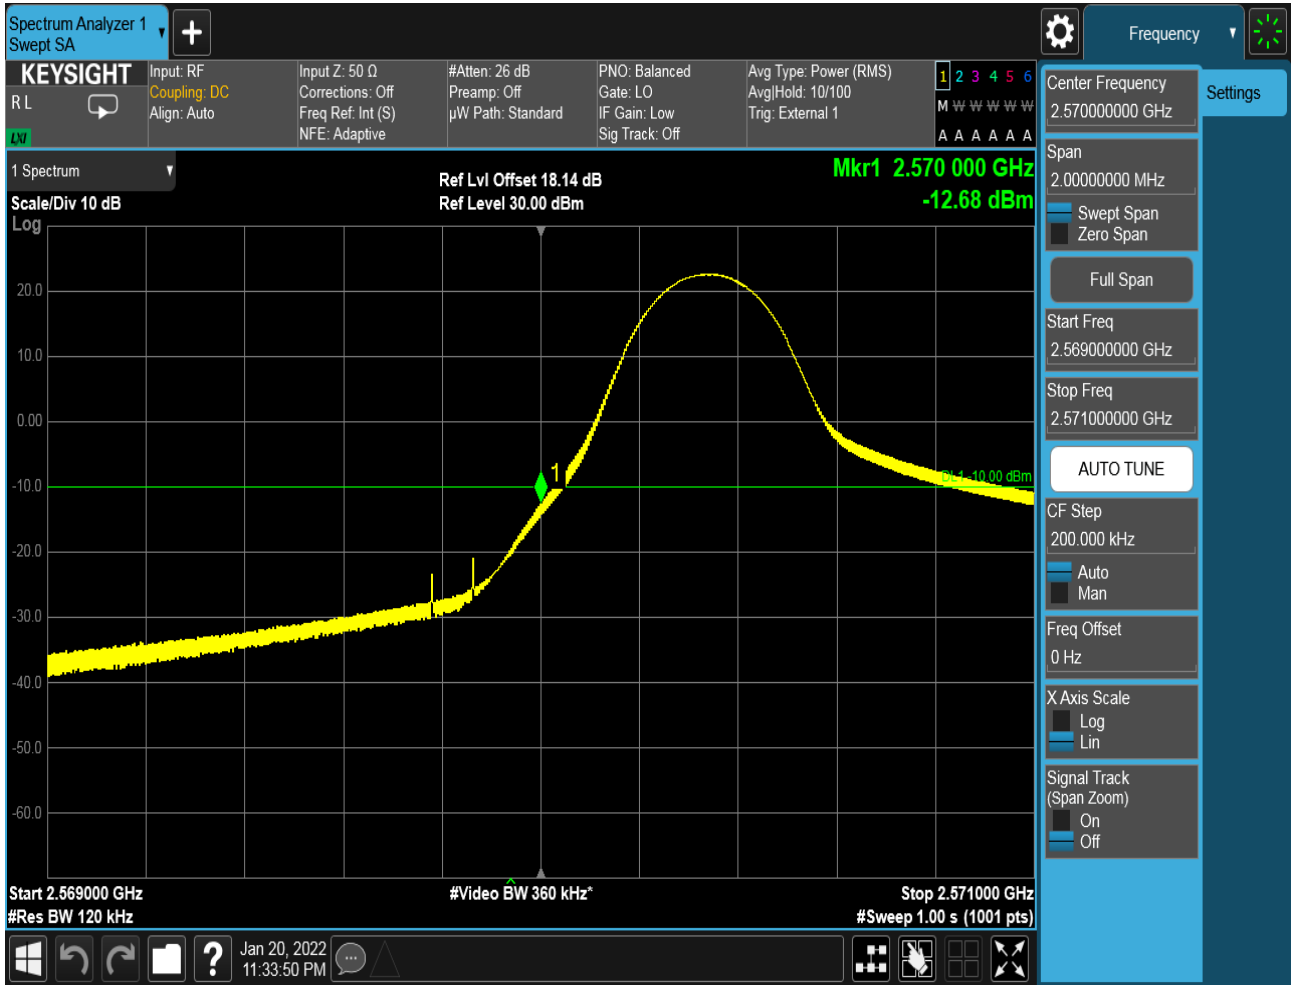 Spectrum Analyzer 1
Swept SA
Frequency
KEYSIGHT
R L
LXI
Input: RF
Coupling: DC
Align: Auto
Input Z: 50 Ω
Corrections: Off
Freq Ref: Int (S)
NFE: Adaptive
#Atten: 26 dB
Preamp: Off
µW Path: Standard
PNO: Balanced
Gate: LO
IF Gain: Low
Sig Track: Off
Avg Type: Power (RMS)
Avg|Hold: 10/100
Trig: External 1
1 2 3 4 5 6
M W W W W W
A A A A A A
1 Spectrum
Scale/Div 10 dB
Log
Ref Lvl Offset 18.14 dB
Ref Level 30.00 dBm
Mkr1 2.570 000 GHz
-12.68 dBm
20.0
10.0
0.00
-10.0
-20.0
-30.0
-40.0
-50.0
-60.0
1
DL1 -10.00 dBm
Start 2.569000 GHz
#Res BW 120 kHz
#Video BW 360 kHz*
Stop 2.571000 GHz
#Sweep 1.00 s (1001 pts)
Jan 20, 2022
11:33:50 PM
Center Frequency
2.570000000 GHz
Settings
Span
2.00000000 MHz
Swept Span
Zero Span
Full Span
Start Freq
2.569000000 GHz
Stop Freq
2.571000000 GHz
AUTO TUNE
CF Step
200.000 kHz
Auto
Man
Freq Offset
0 Hz
X Axis Scale
Log
Lin
Signal Track
(Span Zoom)
On
Off